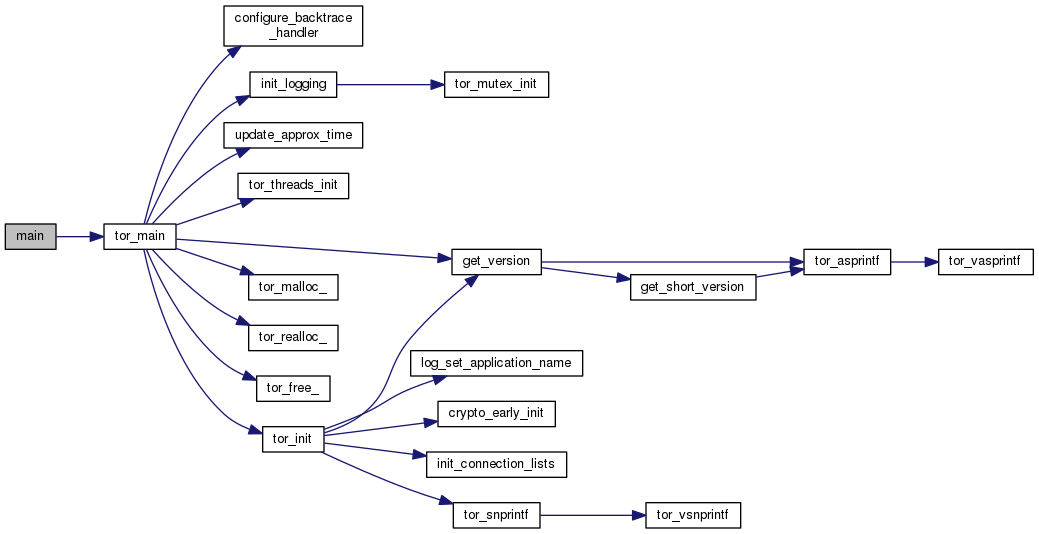 configure_backtrace
_handler
init_logging
tor_mutex_init
update_approx_time
tor_threads_init
main
tor_main
get_version
tor_asprintf
tor_vasprintf
tor_malloc_
get_short_version
tor_realloc_
log_set_application_name
tor_free_
crypto_early_init
tor_init
init_connection_lists
tor_snprintf
tor_vsnprintf